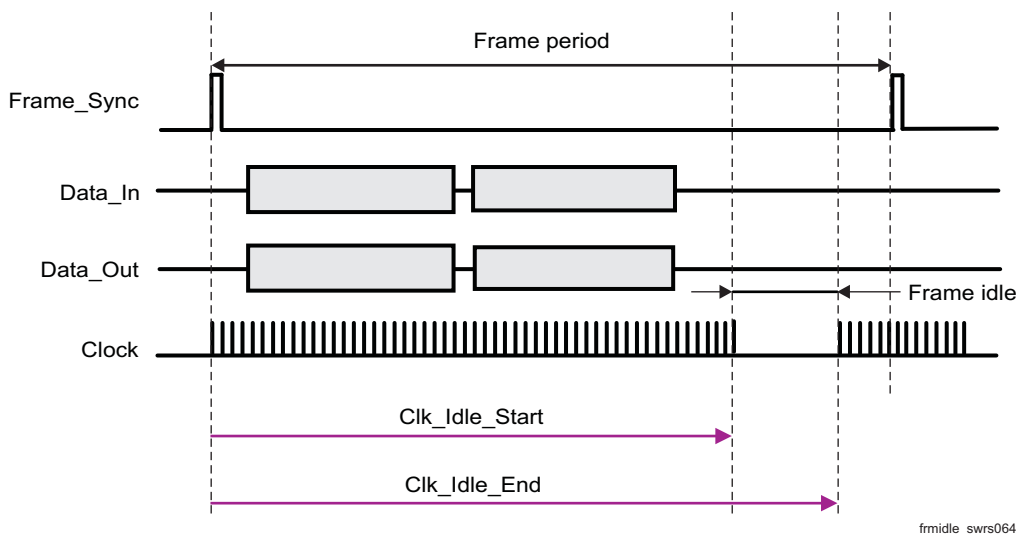 Frame period
Frame_Sync
Data_In
Data_Out
Frame idle
Clock
Clk_Idle_Start
Clk_Idle_End
frmidle_swrs064